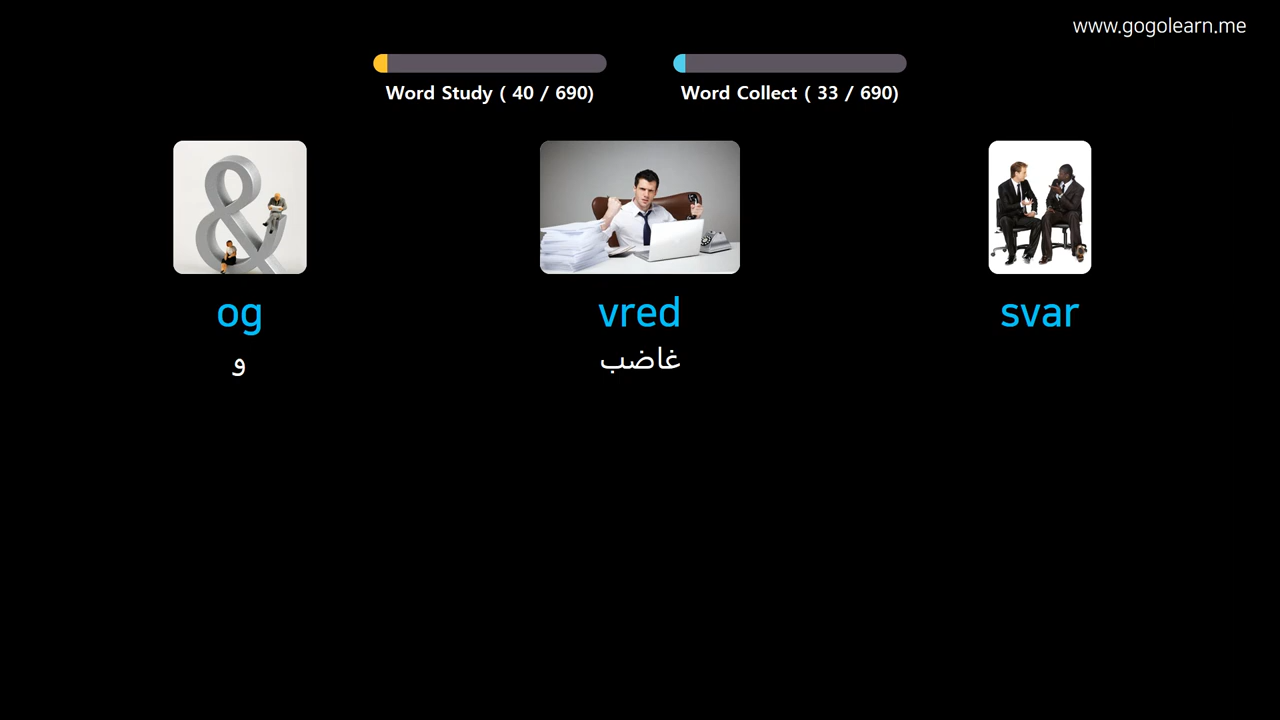 www.gogolearn.me
Word Study ( 40 / 690)
Word Collect ( 33 / 690)
og
vred
svar
و
غاضب